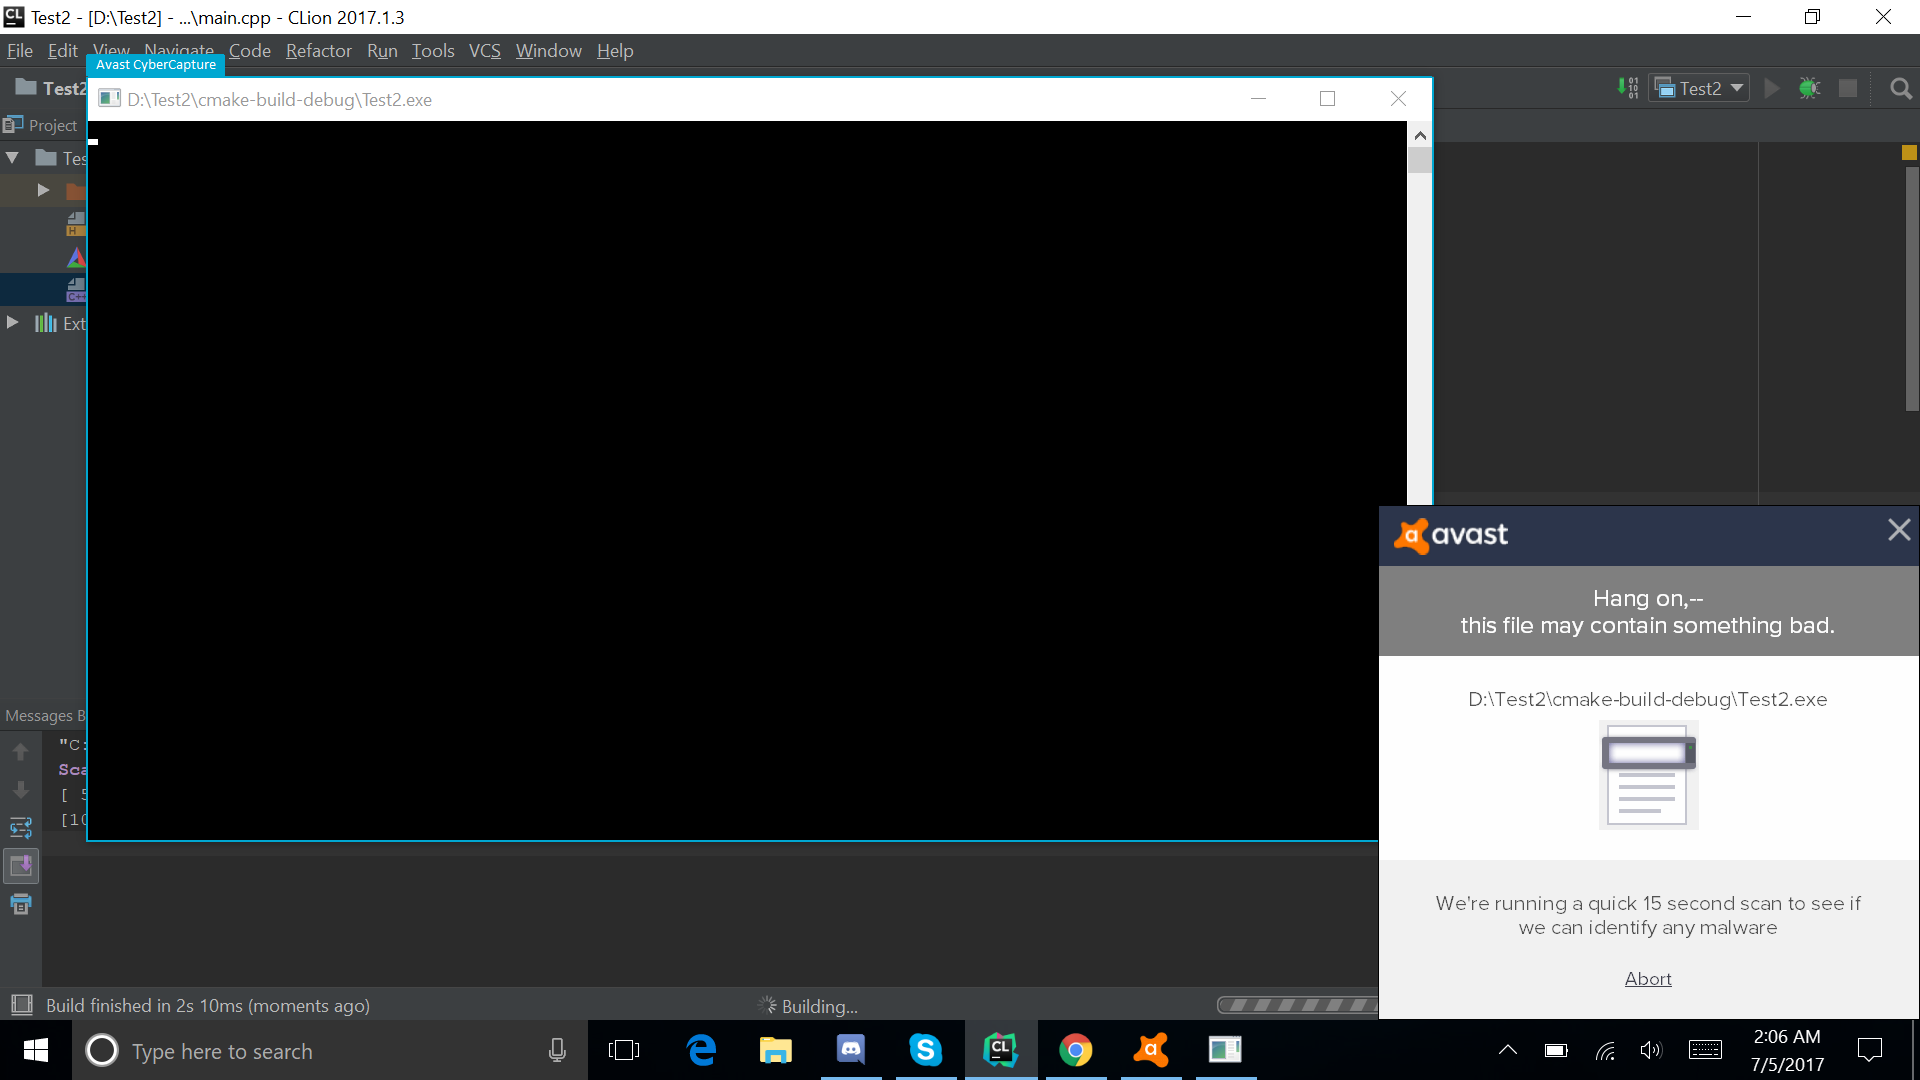 Test2 - [D:\Test2] - ...\main.cpp - CLion 2017.1.3
File Edit View Navigate Code Refactor Run Tools VCS Window Help
Avast CyberCapture
Test2
D:\Test2\cmake-build-debug\Test2.exe
Test2
Project
Tes
Ext
avast
Hang on,--
this file may contain something bad.
D:\Test2\cmake-build-debug\Test2.exe
We're running a quick 15 second scan to see if
we can identify any malware
Abort
Messages B
"C:
Sca
[ 5
[10
Build finished in 2s 10ms (moments ago)
Building...
Type here to search
2:06 AM
7/5/2017